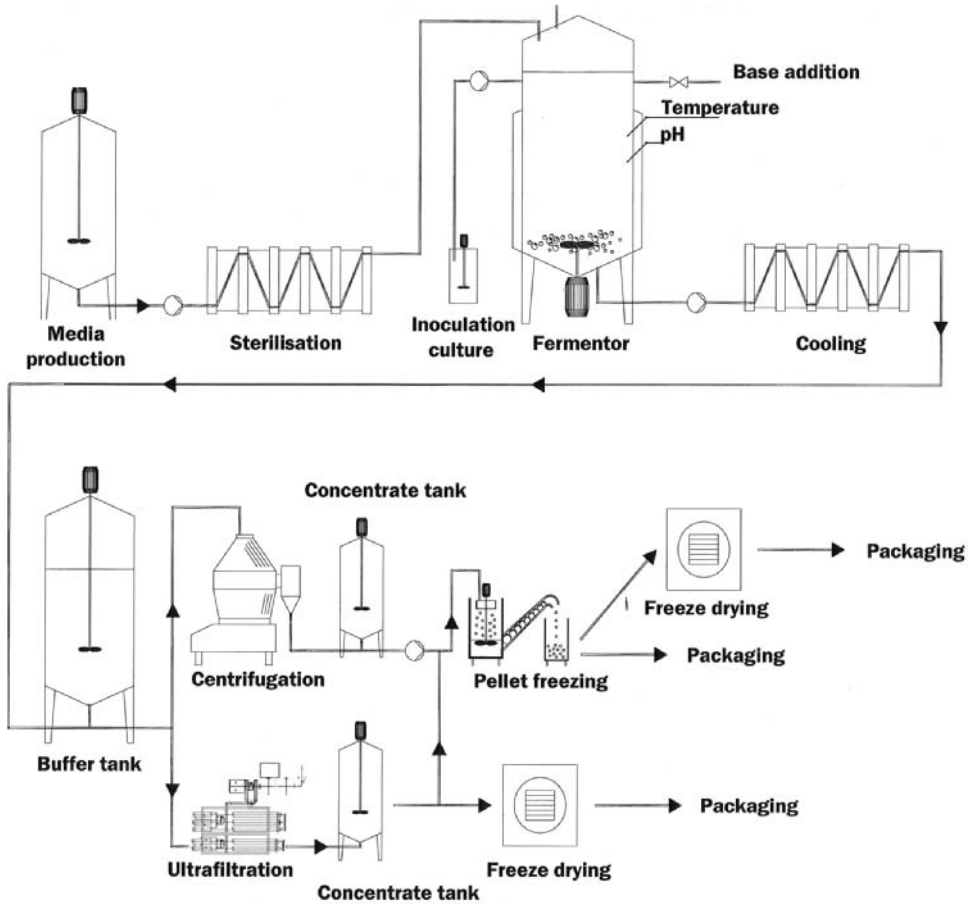 Base addition
Temperature
pH
Media
production
Sterilisation
Inoculation
culture
Fermentor
Cooling
Concentrate tank
Packaging
Freeze drying
Centrifugation
Pellet freezing
Packaging
Buffer tank
Packaging
Ultrafiltration
Freeze drying
Concentrate tank